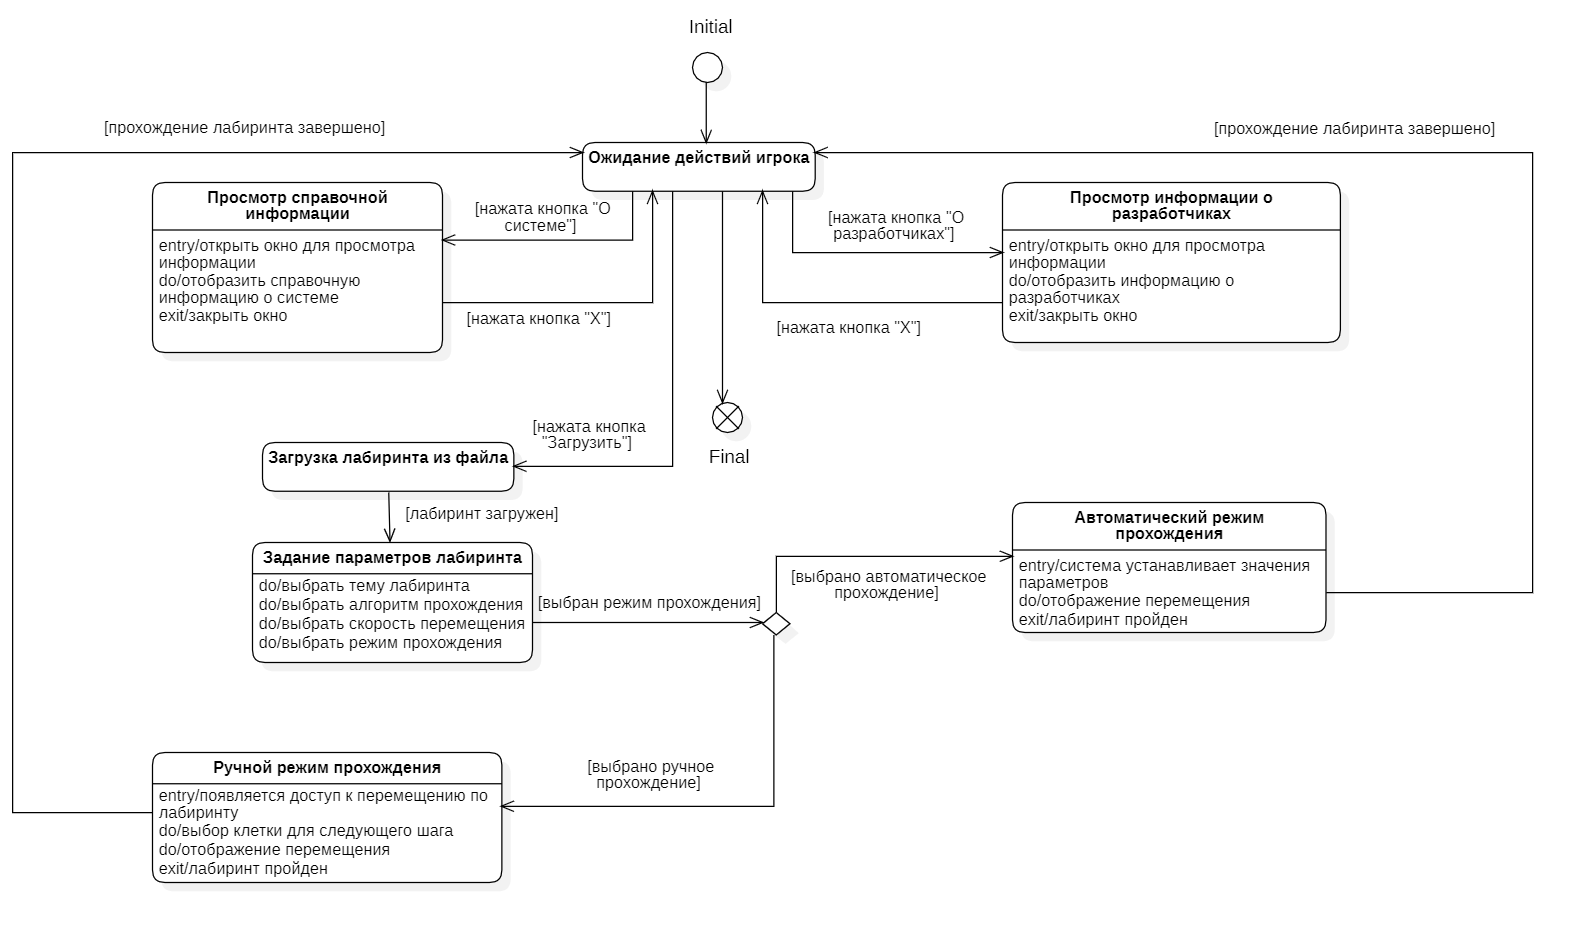 Initial
[прохождение лабиринта завершено]
[прохождение лабиринта завершено]
Ожидание действий игрока
Просмотр справочной
информации
entry/открыть окно для просмотра
информации
do/отобразить справочную
информацию о системе
exit/закрыть окно
[нажата кнопка "О
системе"]
[нажата кнопка "X"]
[нажата кнопка "О
разработчиках"]
[нажата кнопка "X"]
Просмотр информации о
разработчиках
entry/открыть окно для просмотра
информации
do/отобразить информацию о
разработчиках
exit/закрыть окно
[нажата кнопка
"Загрузить"]
Final
Загрузка лабиринта из файла
[лабиринт загружен]
Задание параметров лабиринта
do/выбрать тему лабиринта
do/выбрать алгоритм прохождения
do/выбрать скорость перемещения
do/выбрать режим прохождения
[выбран режим прохождения]
[выбрано автоматическое
прохождение]
Автоматический режим
прохождения
entry/система устанавливает значения
параметров
do/отображение перемещения
exit/лабиринт пройден
[выбрано ручное
прохождение]
Ручной режим прохождения
entry/появляется доступ к перемещению по
лабиринту
do/выбор клетки для следующего шага
do/отображение перемещения
exit/лабиринт пройден